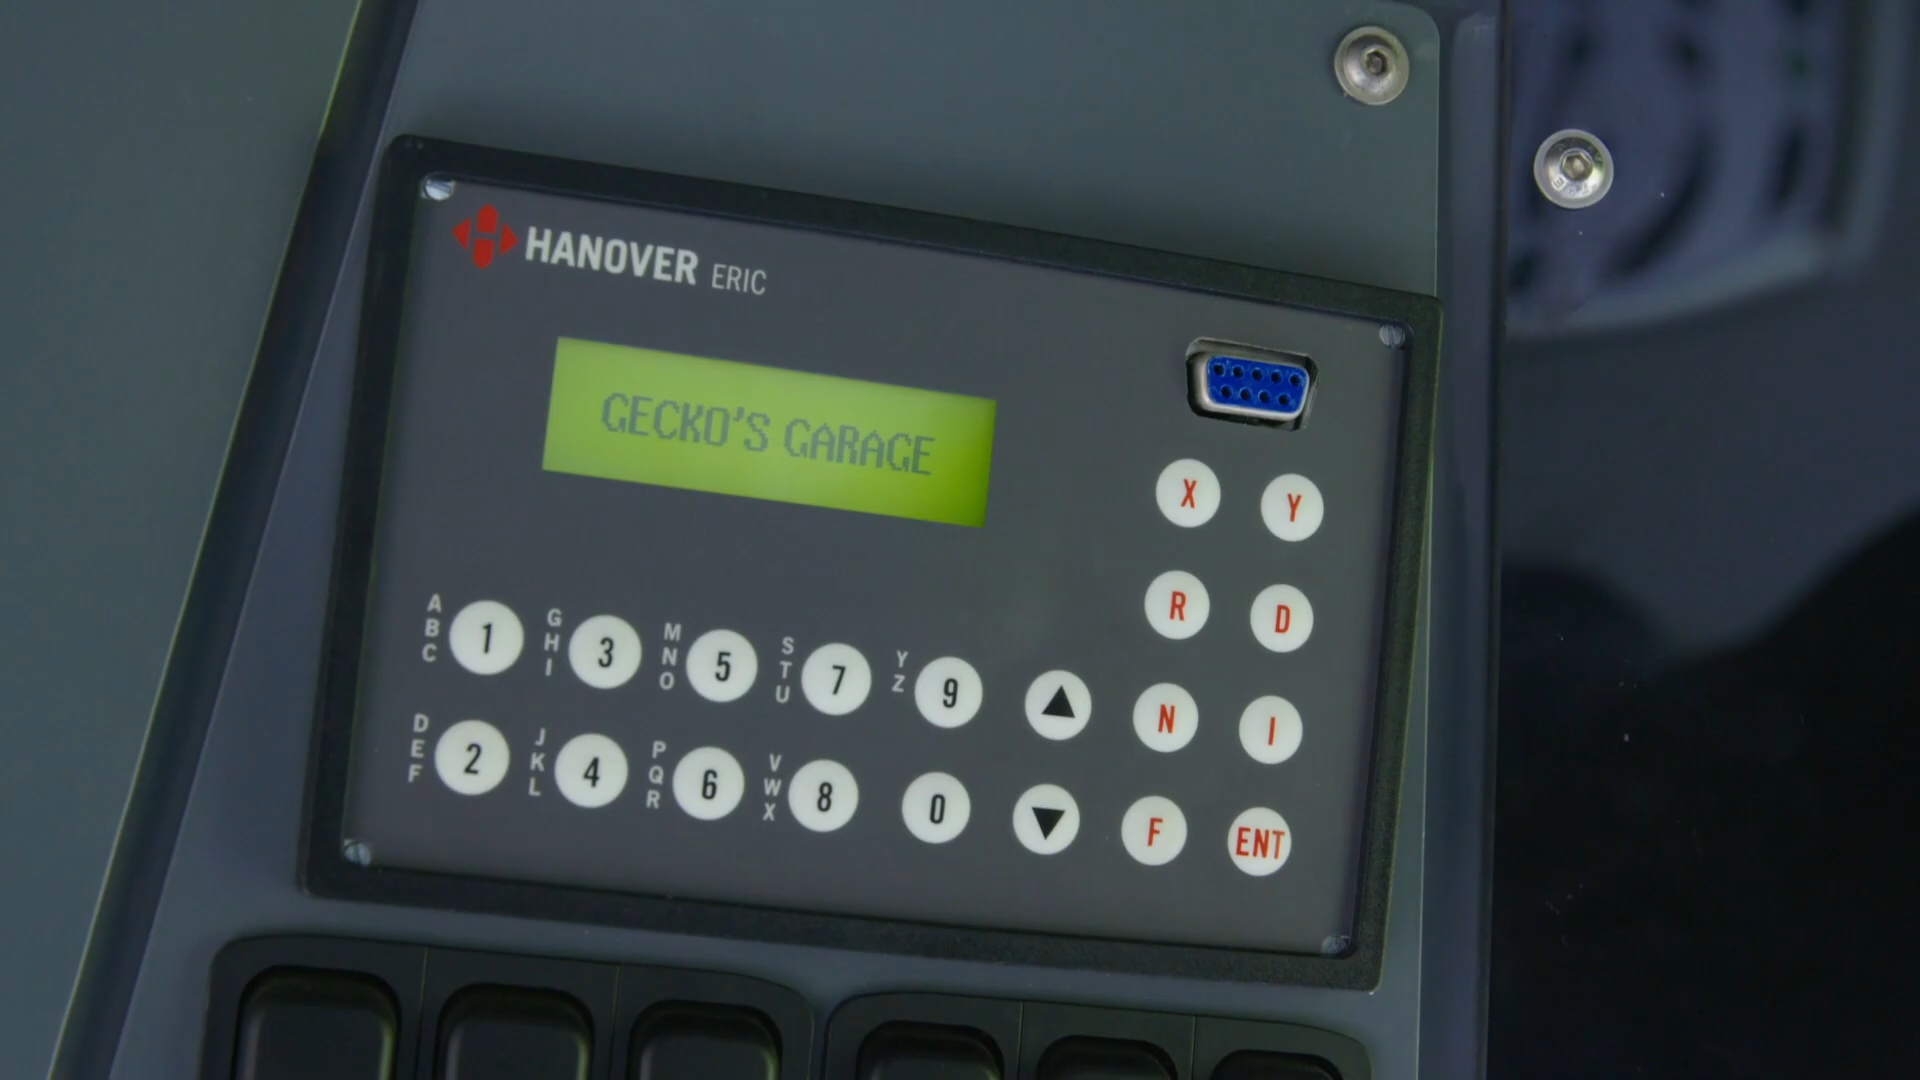 HANOVER ERIC
GECKO'S GARAGE
X Y
R D
ABC 1 GHI 3 MNO 5 STU 7 YZ 9 ▲ N I
DEF 2 JKL 4 PQR 6 VWX 8 0 ▼ F ENT